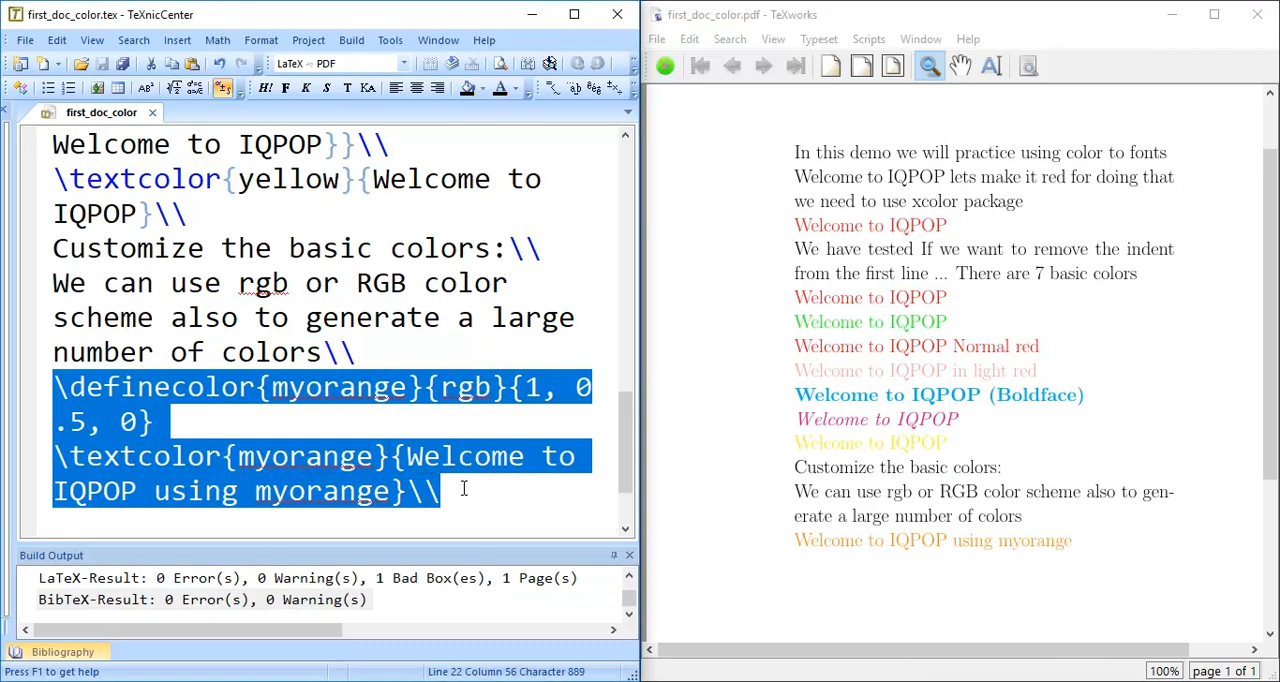 first_doc_color.tex - TeXnicCenter
File Edit View Search Insert Math Format Project Build Tools Window Help
LaTeX → PDF
H! F K S T KA
first_doc_color
Welcome to IQPOP}}\\
\textcolor{yellow}{Welcome to
IQPOP}\\
Customize the basic colors:\\
We can use rgb or RGB color
scheme also to generate a large
number of colors\\
\definecolor{myorange}{rgb}{1, 0
.5, 0}
\textcolor{myorange}{Welcome to
IQPOP using myorange}\\
Build Output
LaTeX-Result: 0 Error(s), 0 Warning(s), 1 Bad Box(es), 1 Page(s)
BibTeX-Result: 0 Error(s), 0 Warning(s)
Bibliography
Press F1 to get help
Line 22 Column 56 Character 889
first_doc_color.pdf - TeXworks
File Edit Search View Typeset Scripts Window Help
In this demo we will practice using color to fonts
Welcome to IQPOP lets make it red for doing that
we need to use xcolor package
Welcome to IQPOP
We have tested If we want to remove the indent
from the first line ... There are 7 basic colors
Welcome to IQPOP
Welcome to IQPOP
Welcome to IQPOP Normal red
Welcome to IQPOP in light red
Welcome to IQPOP (Boldface)
Welcome to IQPOP
Welcome to IQPOP
Customize the basic colors:
We can use rgb or RGB color scheme also to gen-
erate a large number of colors
Welcome to IQPOP using myorange
100% page 1 of 1